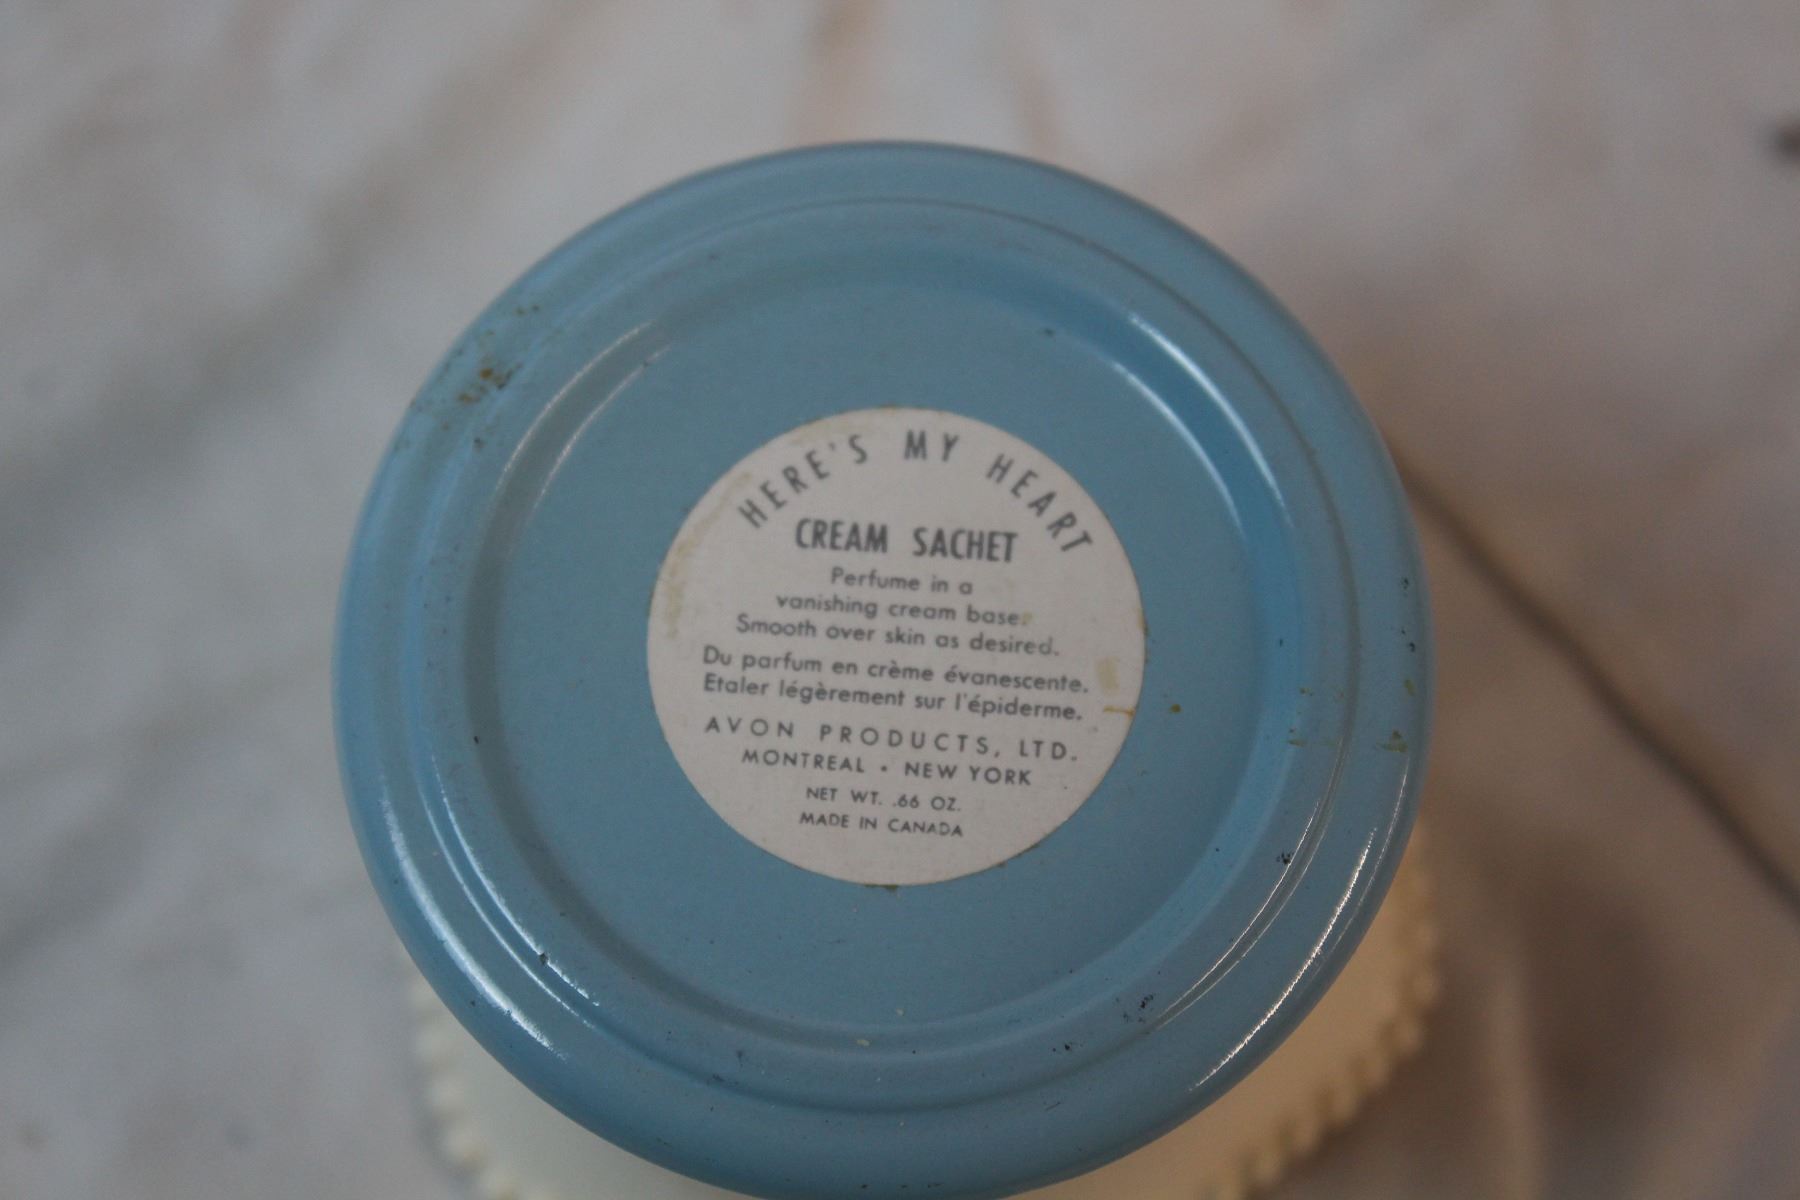 HERE'S MY HEART
CREAM SACHET
Perfume in a
vanishing cream base.
Smooth over skin as desired.
Du parfum en crème évanescente.
Etaler légèrement sur l'épiderme.
AVON PRODUCTS, LTD.
MONTREAL • NEW YORK
NET WT. .66 OZ.
MADE IN CANADA